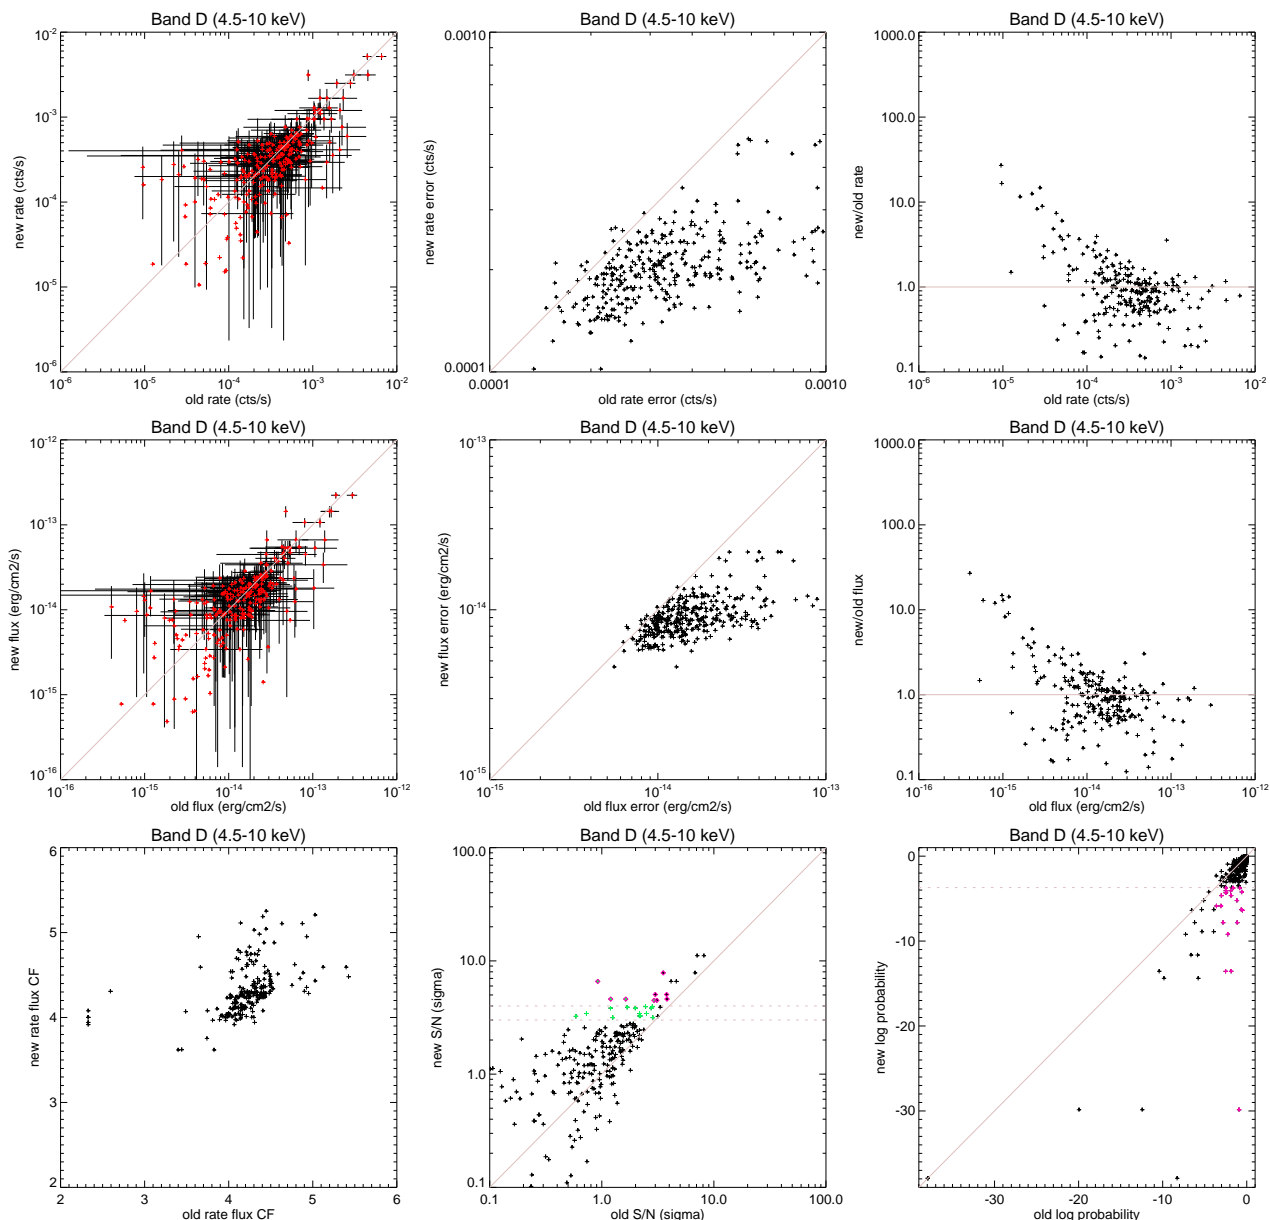 Band D (4.5-10 keV)
10^-2
10^-3
10^-4
10^-5
10^-6
new rate (cts/s)
10^-6 10^-5 10^-4 10^-3 10^-2
old rate (cts/s)
Band D (4.5-10 keV)
0.0010
0.0001
new rate error (cts/s)
0.0001 0.0010
old rate error (cts/s)
Band D (4.5-10 keV)
1000.0
100.0
10.0
1.0
0.1
new/old rate
10^-6 10^-5 10^-4 10^-3 10^-2
old rate (cts/s)
Band D (4.5-10 keV)
10^-12
10^-13
10^-14
10^-15
10^-16
new flux (erg/cm2/s)
10^-16 10^-15 10^-14 10^-13 10^-12
old flux (erg/cm2/s)
Band D (4.5-10 keV)
10^-13
10^-14
10^-15
new flux error (erg/cm2/s)
10^-15 10^-14 10^-13
old flux error (erg/cm2/s)
Band D (4.5-10 keV)
1000.0
100.0
10.0
1.0
0.1
new/old flux
10^-16 10^-15 10^-14 10^-13 10^-12
old flux (erg/cm2/s)
Band D (4.5-10 keV)
6
5
4
3
2
new rate flux CF
2 3 4 5 6
old rate flux CF
Band D (4.5-10 keV)
100.0
10.0
1.0
0.1
new S/N (sigma)
0.1 1.0 10.0 100.0
old S/N (sigma)
Band D (4.5-10 keV)
0
-10
-20
-30
new log probability
-30 -20 -10 0
old log probability